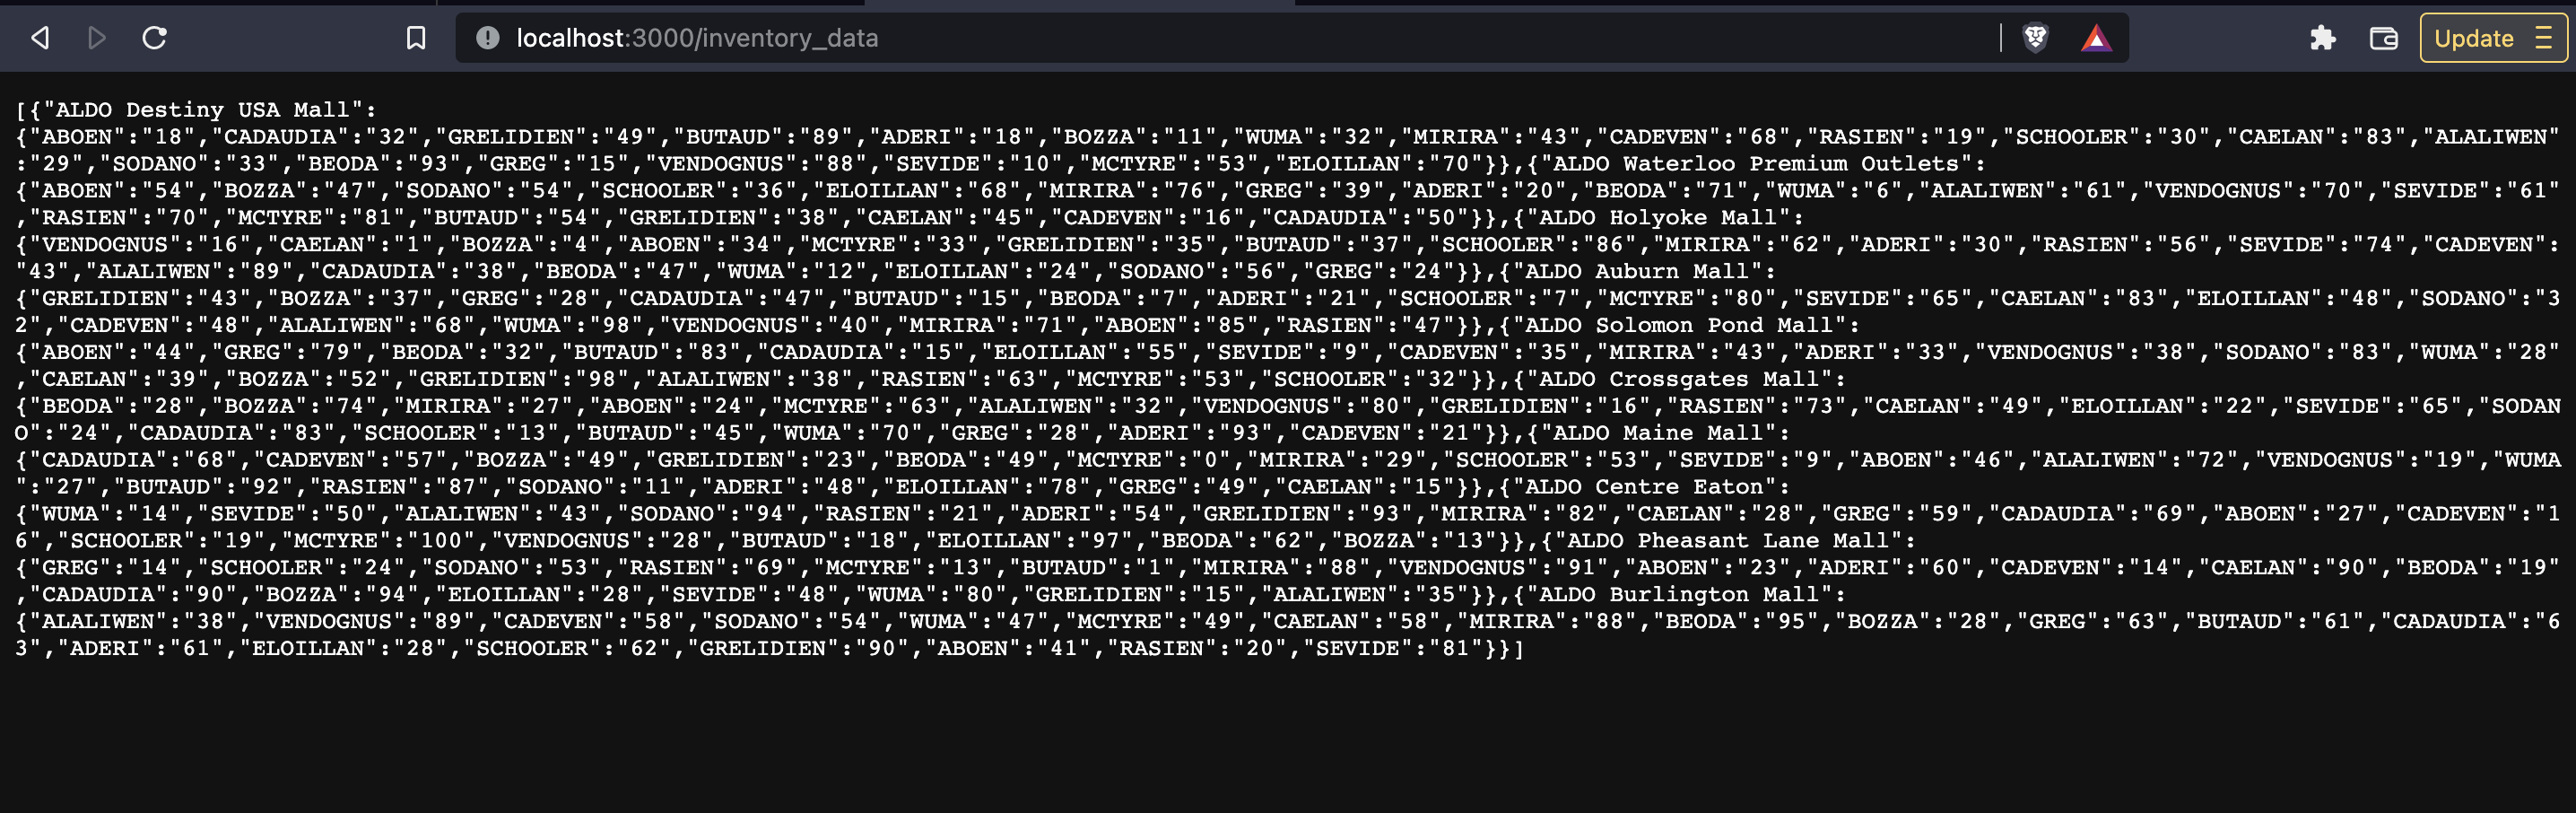 localhost:3000/inventory_data
Update
[{"ALDO Destiny USA Mall":
{"ABOEN":"18","CADAUDIA":"32","GRELIDIEN":"49","BUTAUD":"89","ADERI":"18","BOZZA":"11","WUMA":"32","MIRIRA":"43","CADEVEN":"68","RASIEN":"19","SCHOOLER":"30","CAELAN":"83","ALALIWEN"
:"29","SODANO":"33","BEODA":"93","GREG":"15","VENDOGNUS":"88","SEVIDE":"10","MCTYRE":"53","ELOILLAN":"70"}},{"ALDO Waterloo Premium Outlets":
{"ABOEN":"54","BOZZA":"47","SODANO":"54","SCHOOLER":"36","ELOILLAN":"68","MIRIRA":"76","GREG":"39","ADERI":"20","BEODA":"71","WUMA":"6","ALALIWEN":"61","VENDOGNUS":"70","SEVIDE":"61"
,"RASIEN":"70","MCTYRE":"81","BUTAUD":"54","GRELIDIEN":"38","CAELAN":"45","CADEVEN":"16","CADAUDIA":"50"}},{"ALDO Holyoke Mall":
{"VENDOGNUS":"16","CAELAN":"1","BOZZA":"4","ABOEN":"34","MCTYRE":"33","GRELIDIEN":"35","BUTAUD":"37","SCHOOLER":"86","MIRIRA":"62","ADERI":"30","RASIEN":"56","SEVIDE":"74","CADEVEN":
"43","ALALIWEN":"89","CADAUDIA":"38","BEODA":"47","WUMA":"12","ELOILLAN":"24","SODANO":"56","GREG":"24"}},{"ALDO Auburn Mall":
{"GRELIDIEN":"43","BOZZA":"37","GREG":"28","CADAUDIA":"47","BUTAUD":"15","BEODA":"7","ADERI":"21","SCHOOLER":"7","MCTYRE":"80","SEVIDE":"65","CAELAN":"83","ELOILLAN":"48","SODANO":"3
2","CADEVEN":"48","ALALIWEN":"68","WUMA":"98","VENDOGNUS":"40","MIRIRA":"71","ABOEN":"85","RASIEN":"47"}},{"ALDO Solomon Pond Mall":
{"ABOEN":"44","GREG":"79","BEODA":"32","BUTAUD":"83","CADAUDIA":"15","ELOILLAN":"55","SEVIDE":"9","CADEVEN":"35","MIRIRA":"43","ADERI":"33","VENDOGNUS":"38","SODANO":"83","WUMA":"28"
,"CAELAN":"39","BOZZA":"52","GRELIDIEN":"98","ALALIWEN":"38","RASIEN":"63","MCTYRE":"53","SCHOOLER":"32"}},{"ALDO Crossgates Mall":
{"BEODA":"28","BOZZA":"74","MIRIRA":"27","ABOEN":"24","MCTYRE":"63","ALALIWEN":"32","VENDOGNUS":"80","GRELIDIEN":"16","RASIEN":"73","CAELAN":"49","ELOILLAN":"22","SEVIDE":"65","SODAN
O":"24","CADAUDIA":"83","SCHOOLER":"13","BUTAUD":"45","WUMA":"70","GREG":"28","ADERI":"93","CADEVEN":"21"}},{"ALDO Maine Mall":
{"CADAUDIA":"68","CADEVEN":"57","BOZZA":"49","GRELIDIEN":"23","BEODA":"49","MCTYRE":"0","MIRIRA":"29","SCHOOLER":"53","SEVIDE":"9","ABOEN":"46","ALALIWEN":"72","VENDOGNUS":"19","WUMA
":"27","BUTAUD":"92","RASIEN":"87","SODANO":"11","ADERI":"48","ELOILLAN":"78","GREG":"49","CAELAN":"15"}},{"ALDO Centre Eaton":
{"WUMA":"14","SEVIDE":"50","ALALIWEN":"43","SODANO":"94","RASIEN":"21","ADERI":"54","GRELIDIEN":"93","MIRIRA":"82","CAELAN":"28","GREG":"59","CADAUDIA":"69","ABOEN":"27","CADEVEN":"1
6","SCHOOLER":"19","MCTYRE":"100","VENDOGNUS":"28","BUTAUD":"18","ELOILLAN":"97","BEODA":"62","BOZZA":"13"}},{"ALDO Pheasant Lane Mall":
{"GREG":"14","SCHOOLER":"24","SODANO":"53","RASIEN":"69","MCTYRE":"13","BUTAUD":"1","MIRIRA":"88","VENDOGNUS":"91","ABOEN":"23","ADERI":"60","CADEVEN":"14","CAELAN":"90","BEODA":"19"
,"CADAUDIA":"90","BOZZA":"94","ELOILLAN":"28","SEVIDE":"48","WUMA":"80","GRELIDIEN":"15","ALALIWEN":"35"}},{"ALDO Burlington Mall":
{"ALALIWEN":"38","VENDOGNUS":"89","CADEVEN":"58","SODANO":"54","WUMA":"47","MCTYRE":"49","CAELAN":"58","MIRIRA":"88","BEODA":"95","BOZZA":"28","GREG":"63","BUTAUD":"61","CADAUDIA":"6
3","ADERI":"61","ELOILLAN":"28","SCHOOLER":"62","GRELIDIEN":"90","ABOEN":"41","RASIEN":"20","SEVIDE":"81"}}]